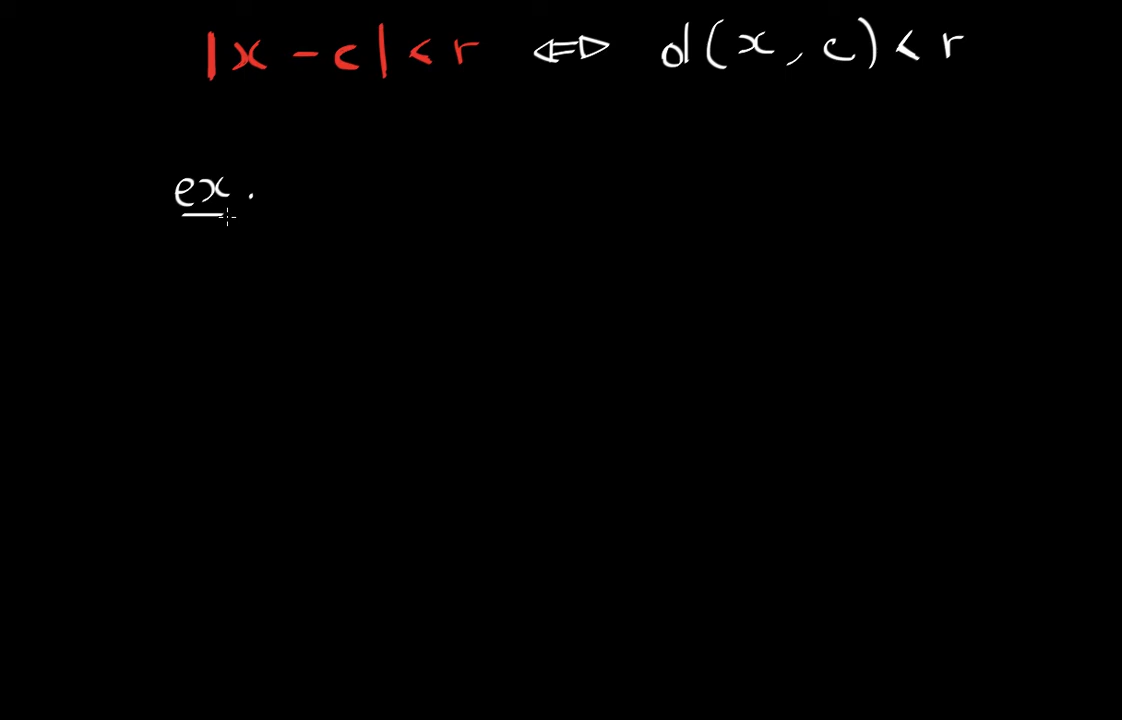 |x - c| < r ⇔ d(x, c) < r
ex.